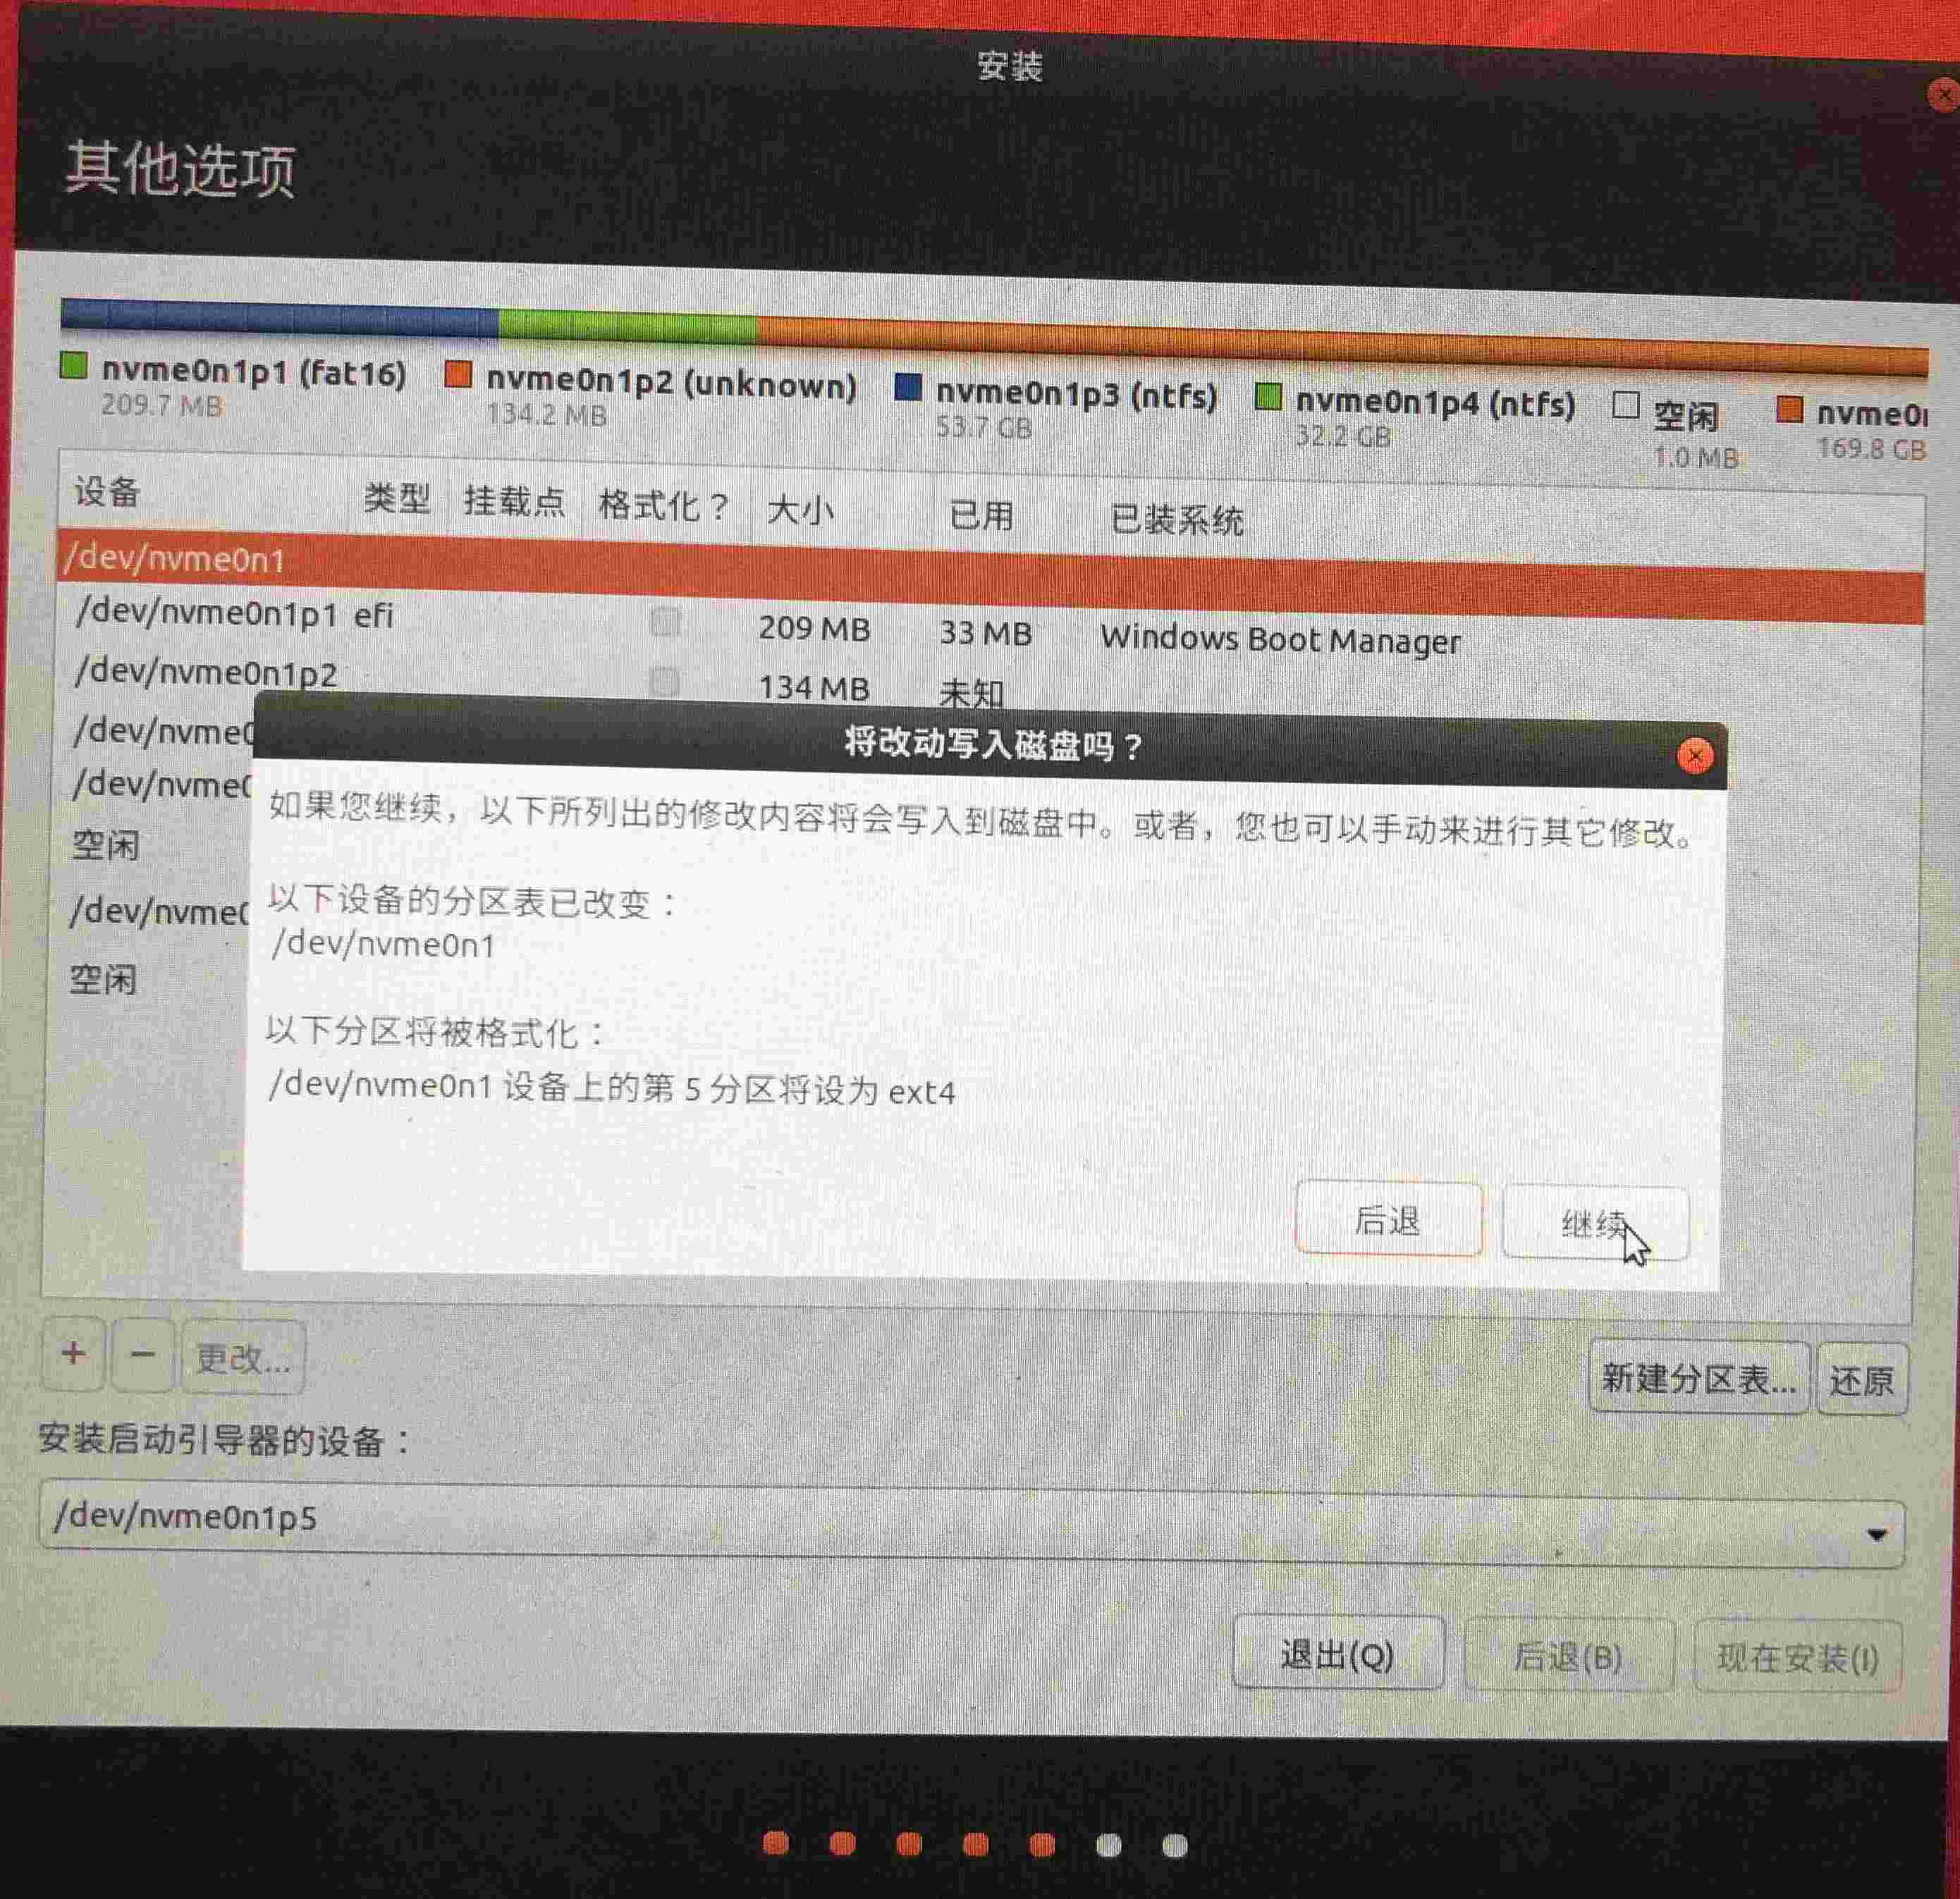 安装
其他选项
nvme0n1p1 (fat16)
209.7 MB
nvme0n1p2 (unknown)
134.2 MB
nvme0n1p3 (ntfs)
53.7 GB
nvme0n1p4 (ntfs)
32.2 GB
空闲
1.0 MB
nvme0
169.8 GB
设备 类型 挂载点 格式化？ 大小 已用 已装系统
/dev/nvme0n1
/dev/nvme0n1p1 efi 209 MB 33 MB Windows Boot Manager
/dev/nvme0n1p2 134 MB 未知
/dev/nvme0
/dev/nvme0
空闲
/dev/nvme0
空闲
将改动写入磁盘吗？
如果您继续，以下所列出的修改内容将会写入到磁盘中。或者，您也可以手动来进行其它修改。
以下设备的分区表已改变：
/dev/nvme0n1
以下分区将被格式化：
/dev/nvme0n1 设备上的第 5 分区将设为 ext4
后退 继续
+ − 更改... 新建分区表... 还原
安装启动引导器的设备：
/dev/nvme0n1p5
退出(Q) 后退(B) 现在安装(I)